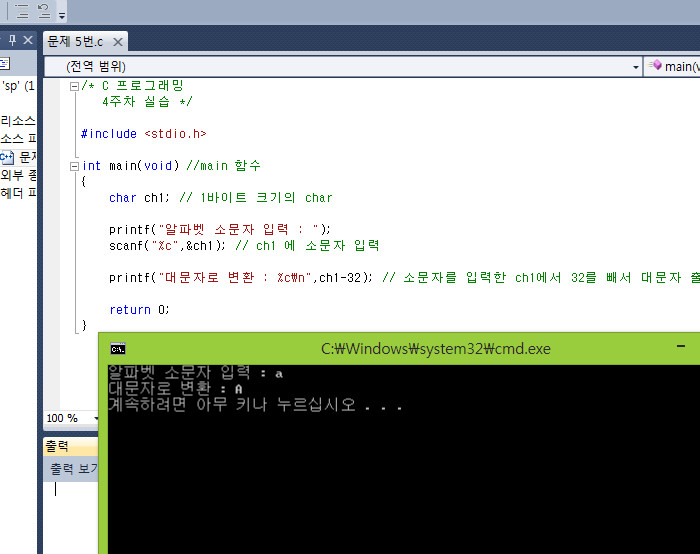 문제 5번.c
(전역 범위)
main(v
'sp' (1
리소스
소스 파
문제
외부 종
헤더 파
/* C 프로그래밍
4주차 실습 */
#include <stdio.h>
int main(void) //main 함수
{
char ch1; // 1바이트 크기의 char
printf("알파벳 소문자 입력 : ");
scanf("%c",&ch1); // ch1 에 소문자 입력
printf("대문자로 변환 : %c₩n",ch1-32); // 소문자를 입력한 ch1에서 32를 빼서 대문자 출
return 0;
}
C:₩Windows₩system32₩cmd.exe
알파벳 소문자 입력 : a
대문자로 변환 : A
계속하려면 아무 키나 누르십시오 . . .
100 %
출력
출력 보기